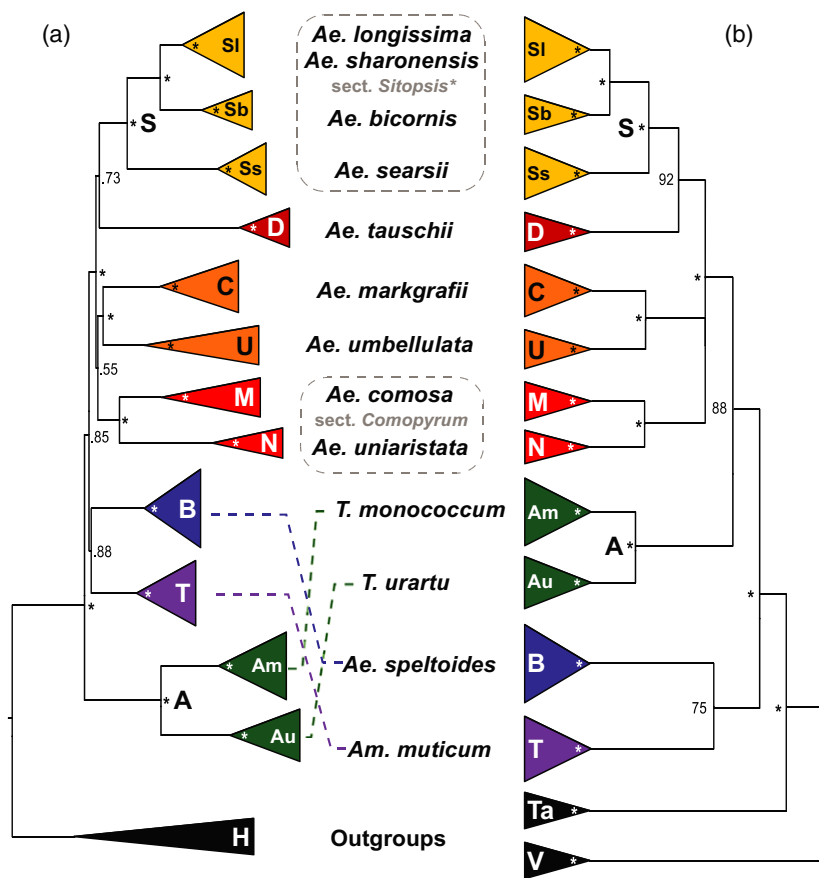 (a)
(b)
Sl
Sb
S
Ss
.73
D
C
U
.55
M
N
.85
B
.88
T
Am
A
Au
H
Ae. longissima
Ae. sharonensis
sect. Sitopsis*
Ae. bicornis
Ae. searsii
Ae. tauschii
Ae. markgrafii
Ae. umbellulata
Ae. comosa
sect. Comopyrum
Ae. uniaristata
T. monococcum
T. urartu
Ae. speltoides
Am. muticum
Outgroups
Sl
Sb
S
Ss
92
D
C
U
M
88
N
Am
A
Au
B
75
T
Ta
V